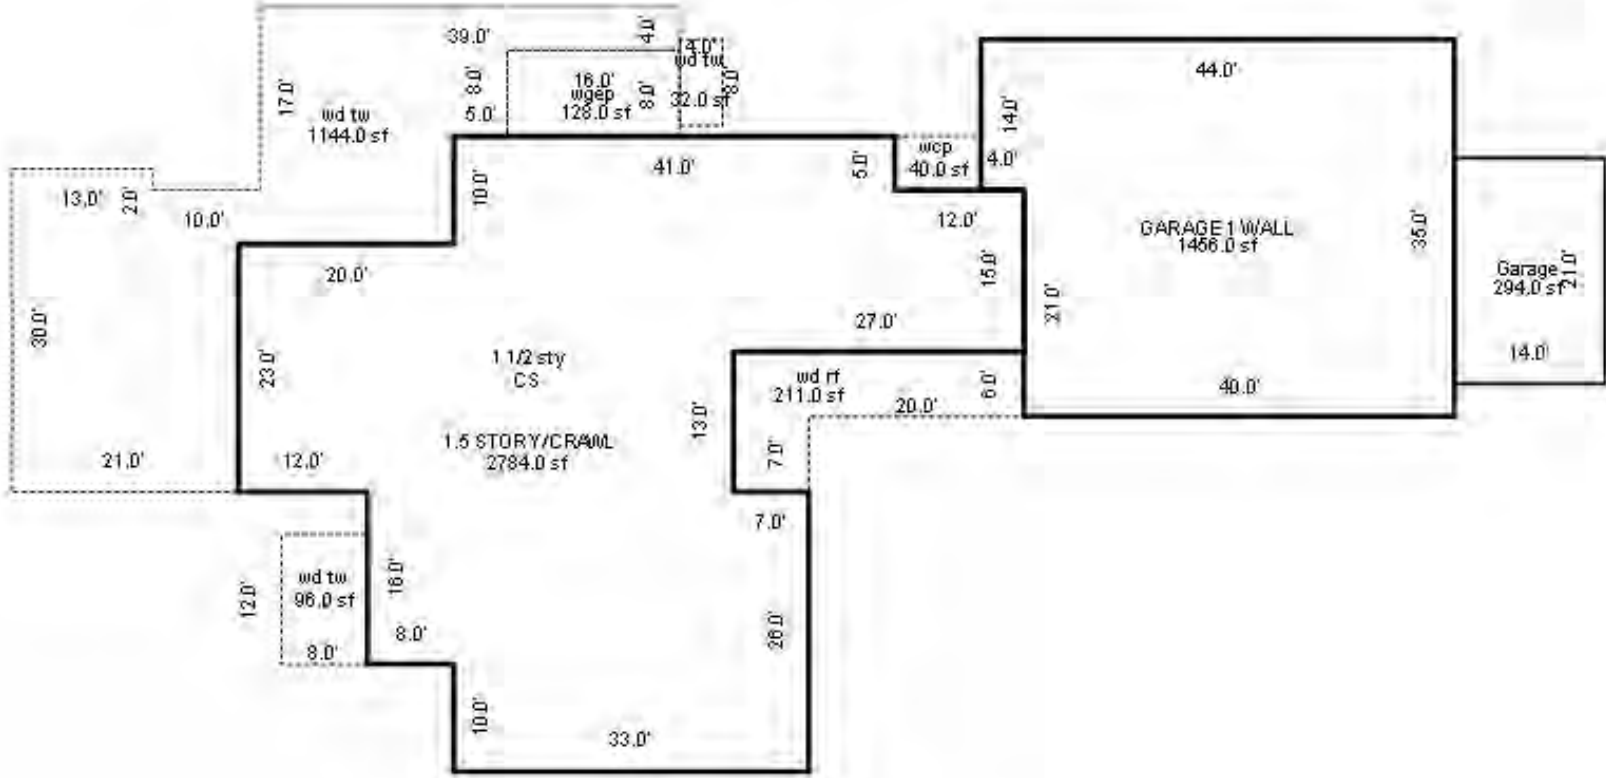 39.0'
4.0'
4.0'
wd tw
32.0 sf
8.0'
17.0'
wd tw
1144.0 sf
8.0'
5.0'
16.0'
wgep
128.0 sf
8.0'
44.0'
14.0'
wcp
40.0 sf
4.0'
5.0'
41.0'
10.0'
13.0'
2.0'
10.0'
12.0'
GARAGE 1 WALL
1456.0 sf
35.0'
20.0'
15.0'
21.0'
Garage
294.0 sf
21.0'
14.0'
30.0'
23.0'
27.0'
1 1/2 sty
CS
wd rf
211.0 sf
6.0'
20.0'
40.0'
13.0'
7.0'
1.5 STORY/CRAWL
2784.0 sf
21.0'
12.0'
7.0'
wd tw
96.0 sf
12.0'
8.0'
16.0'
8.0'
26.0'
10.0'
33.0'